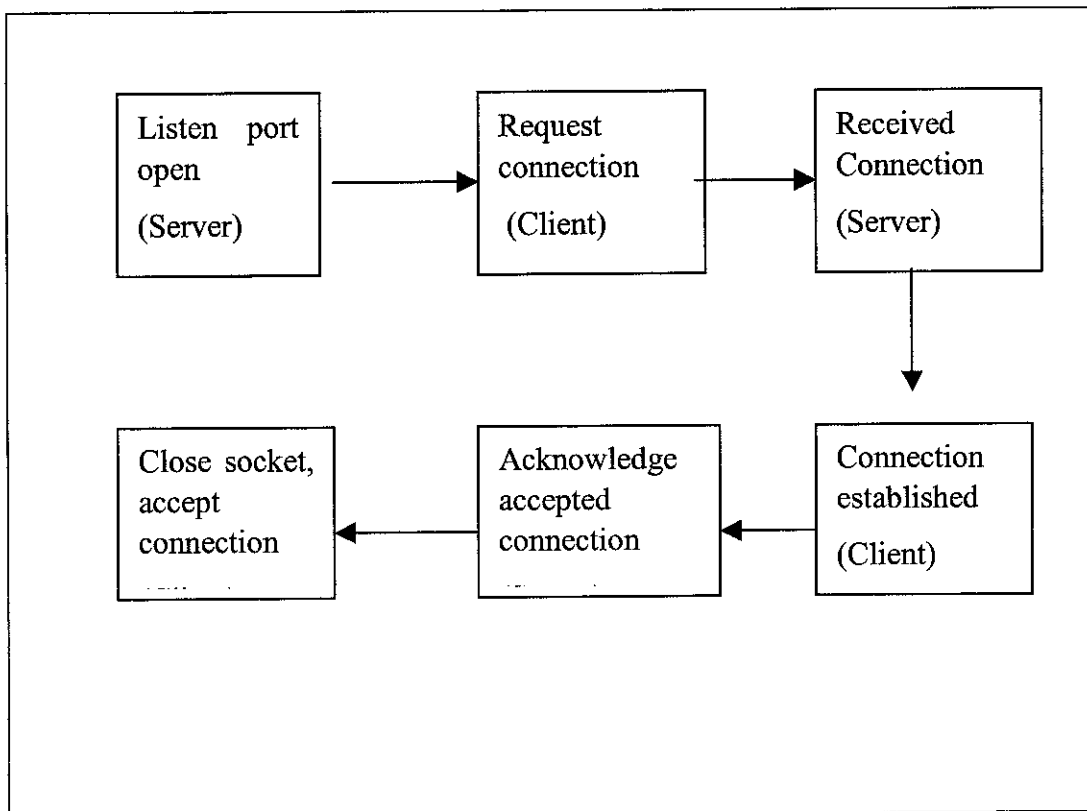 Listen port
open
(Server)
Request
connection
(Client)
Received
Connection
(Server)
Close socket,
accept
connection
Acknowledge
accepted
connection
Connection
established
(Client)